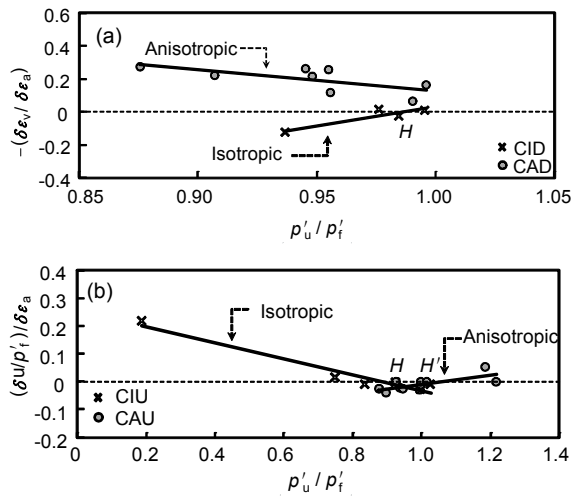 (a)
0.6
0.4
0.2
0
-0.2
-0.4
0.6
Anisotropic
Isotropic
H
CID
CAD
0.85
0.90
0.95
1.00
1.05
-(δεv/δεa)
p′u/p′f
(b)
0.4
0.3
0.2
0.1
0
-0.1
-0.2
Isotropic
Anisotropic
H
H′
CIU
CAU
0
0.2
0.4
0.6
0.8
1.0
1.2
1.4
(δu/p′f)/δεa
p′u/p′f